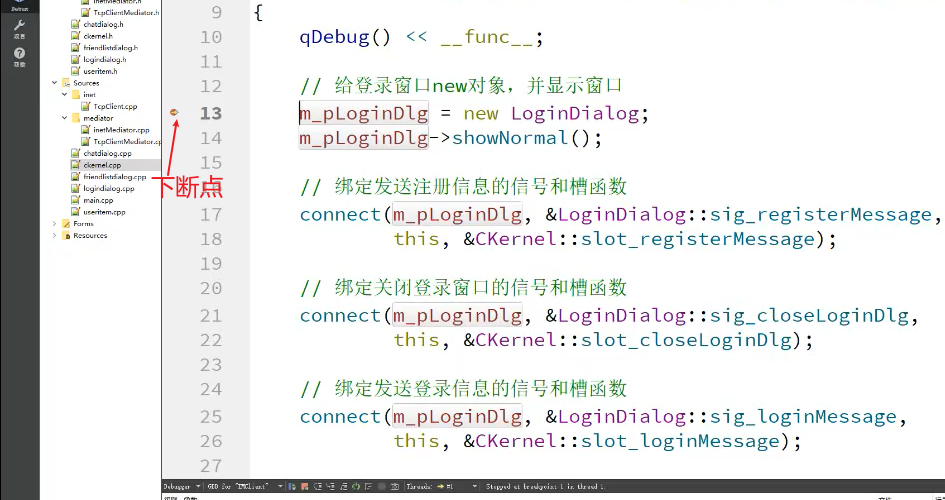 Debug
项目
帮助
inetMediator.h
TcpClientMediator.h
chatdialog.h
ckernel.h
friendlistdialog.h
logindialog.h
useritem.h
Sources
inet
TcpClient.cpp
mediator
inetMediator.cpp
TcpClientMediator.cp
chatdialog.cpp
ckernel.cpp
friendlistdialog.cpp
logindialog.cpp
main.cpp
useritem.cpp
Forms
Resources
下断点
9 {
10 qDebug() << __func__;
11
12 // 给登录窗口new对象，并显示窗口
13 m_pLoginDlg = new LoginDialog;
14 m_pLoginDlg->showNormal();
15
// 绑定发送注册信息的信号和槽函数
17 connect(m_pLoginDlg, &LoginDialog::sig_registerMessage,
18 this, &CKernel::slot_registerMessage);
19
20 // 绑定关闭登录窗口的信号和槽函数
21 connect(m_pLoginDlg, &LoginDialog::sig_closeLoginDlg,
22 this, &CKernel::slot_closeLoginDlg);
23
24 // 绑定发送登录信息的信号和槽函数
25 connect(m_pLoginDlg, &LoginDialog::sig_loginMessage,
26 this, &CKernel::slot_loginMessage);
27
Debugger GDB for "IMClient" Threads: #1 Stopped at breakpoint 1 in thread 1.